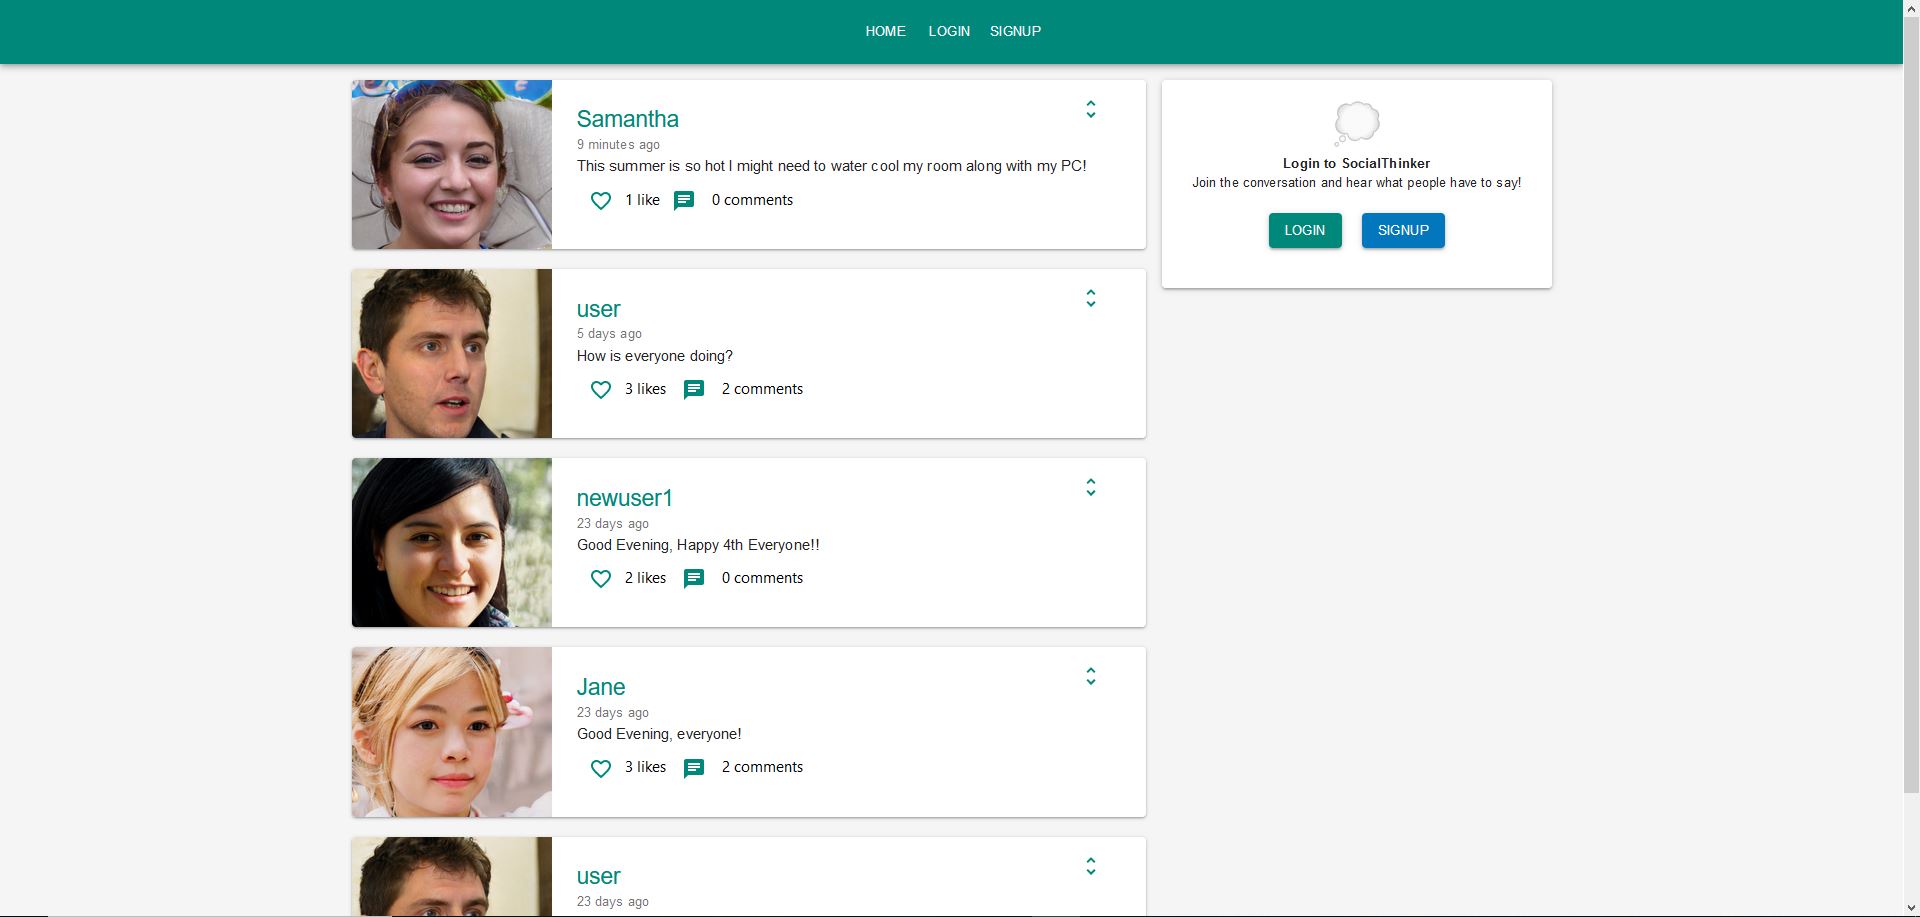 HOME LOGIN SIGNUP
Samantha
9 minutes ago
This summer is so hot I might need to water cool my room along with my PC!
1 like 0 comments
Login to SocialThinker
Join the conversation and hear what people have to say!
LOGIN SIGNUP
user
5 days ago
How is everyone doing?
3 likes 2 comments
newuser1
23 days ago
Good Evening, Happy 4th Everyone!!
2 likes 0 comments
Jane
23 days ago
Good Evening, everyone!
3 likes 2 comments
user
23 days ago